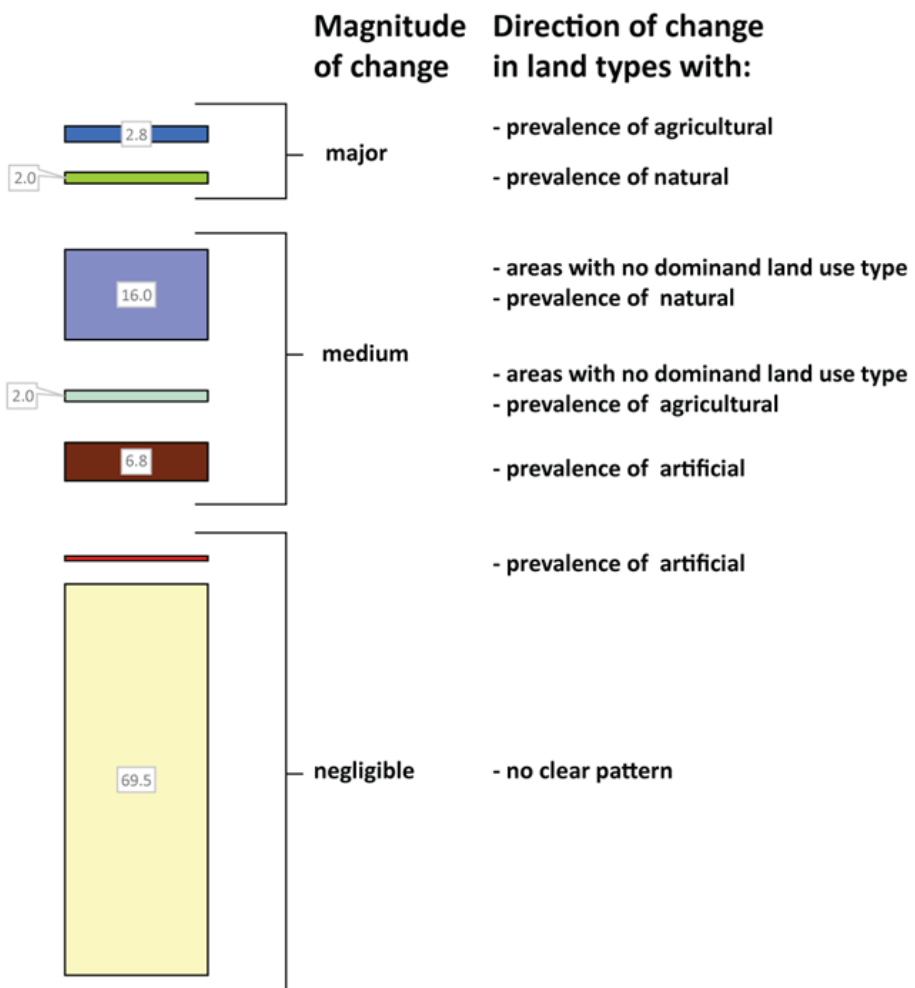 Magnitude of change
Direction of change in land types with:
2.8
major
- prevalence of agricultural
2.0
- prevalence of natural
16.0
- areas with no dominand land use type
- prevalence of  natural
medium
2.0
- areas with no dominand land use type
- prevalence of  agricultural
6.8
- prevalence of  artificial
- prevalence of  artificial
69.5
negligible
- no clear pattern